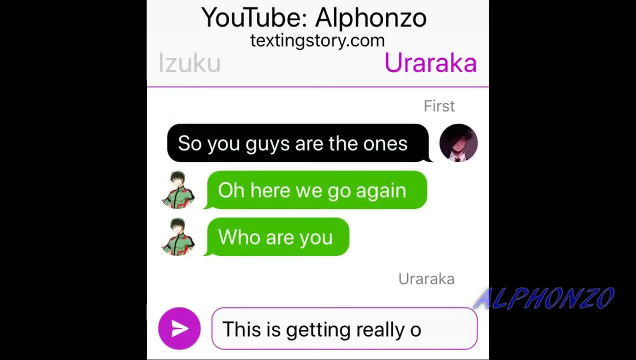 YouTube: Alphonzo
textingstory.com
Izuku Uraraka
First
So you guys are the ones
Oh here we go again
Who are you
Uraraka
ALPHONZO
This is getting really o